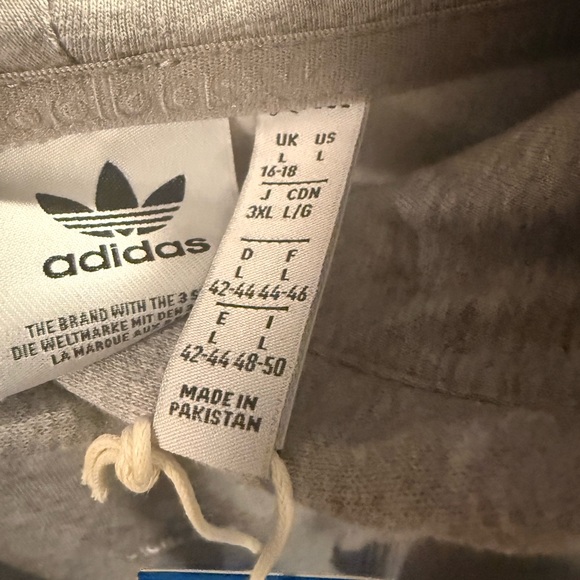 adidas
THE BRAND WITH THE 3
DIE WELTMARKE MIT DEN
LA MARQUE AUX
UK US
L L
16-18
J CDN
3XL L/G
D F
L L
42-44 44-46
E I
L L
42-44 48-50
MADE IN
PAKISTAN